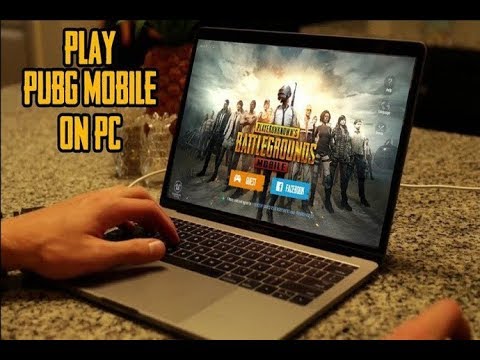 PLAY
PUBG MOBILE
ON PC
PLAYERUNKNOWN'S
BATTLEGROUNDS
MOBILE
GUEST
FACEBOOK